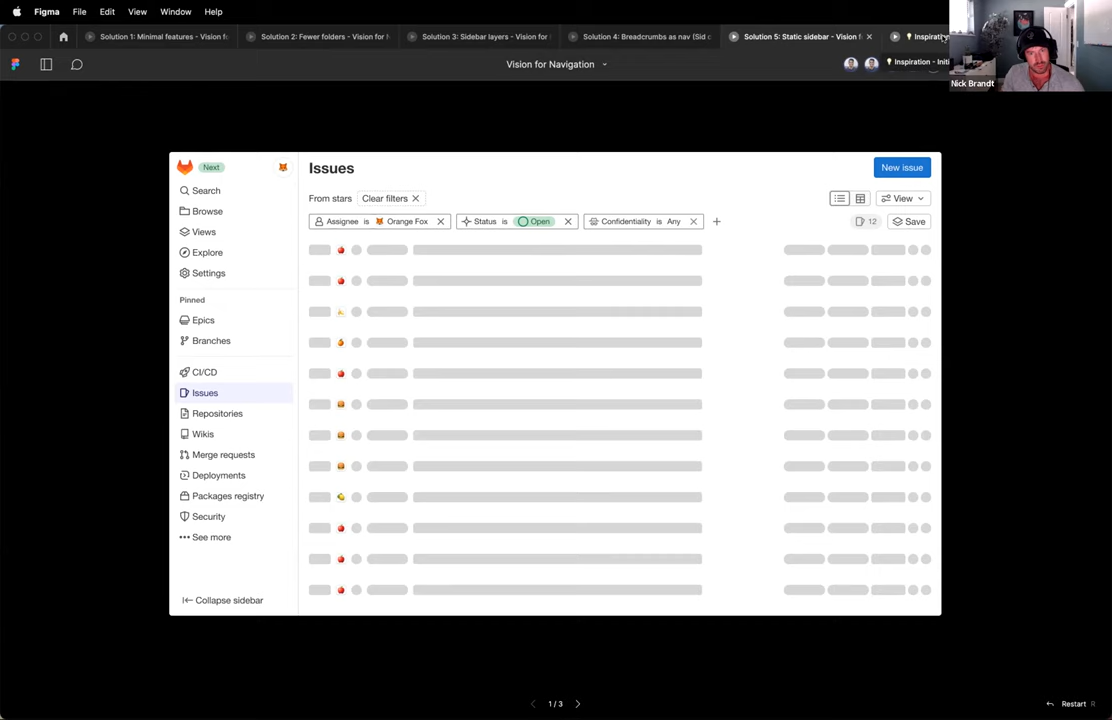 Figma File Edit View Window Help
Solution 1: Minimal features - Vision f
Solution 2: Fewer folders - Vision for
Solution 3: Sidebar layers - Vision for
Solution 4: Breadcrumbs as nav (Sid
Solution 5: Static sidebar - Vision f
Vision for Navigation
Inspiration - Initi
Nick Brandt
Next
Search
Browse
Views
Explore
Settings
Pinned
Epics
Branches
CI/CD
Issues
Repositories
Wikis
Merge requests
Deployments
Packages registry
Security
See more
Collapse sidebar
Issues
New issue
From stars Clear filters
View
Assignee is Orange Fox
Status is Open
Confidentiality is Any
12
Save
1 / 3
Restart R